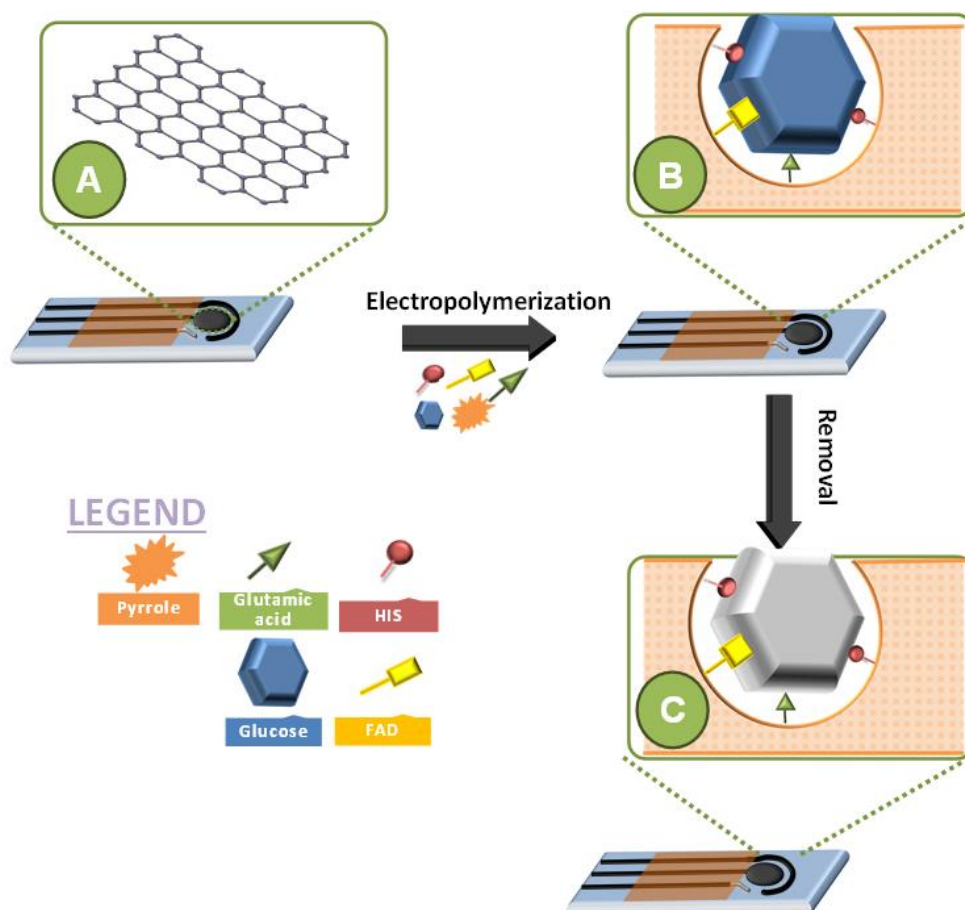 A
B
Electropolymerization
Removal
LEGEND
Pyrrole
Glutamic
acid
HIS
Glucose
FAD
C